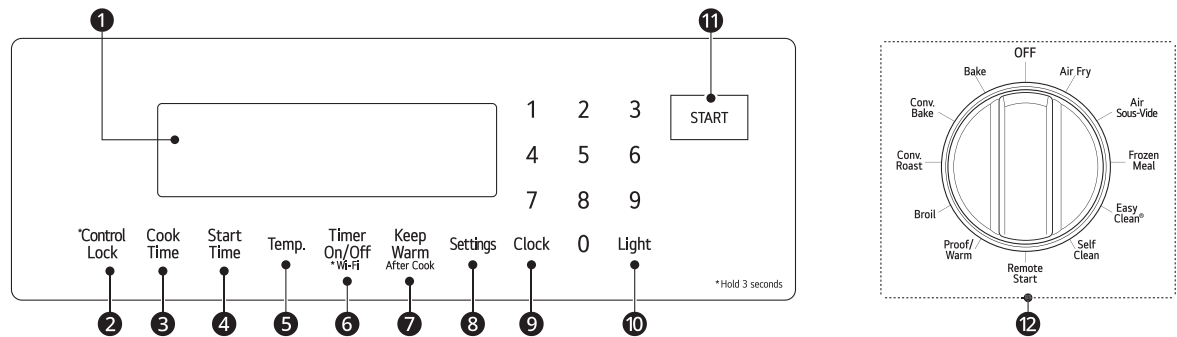 1
11
1 2 3
START
4 5 6
7 8 9
*Control
Lock
Cook
Time
Start
Time
Temp.
Timer
On/Off
*Wi-Fi
Keep
Warm
After Cook
Settings
Clock
0
Light
*Hold 3 seconds
2
3
4
5
6
7
8
9
10
OFF
Air Fry
Air
Sous-Vide
Frozen
Meal
Easy
Clean®
Self
Clean
Remote
Start
Proof/
Warm
Broil
Conv.
Roast
Conv.
Bake
Bake
12